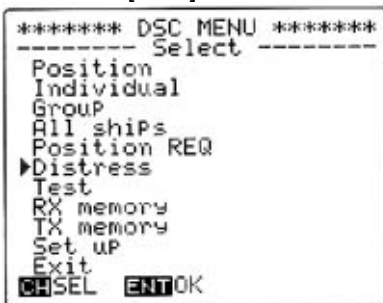 ******* DSC MENU *******
-------- Select --------
Position
Individual
Group
All ships
Position REQ
▶Distress
Test
RX memory
TX memory
Set up
Exit
CH SEL ENT OK